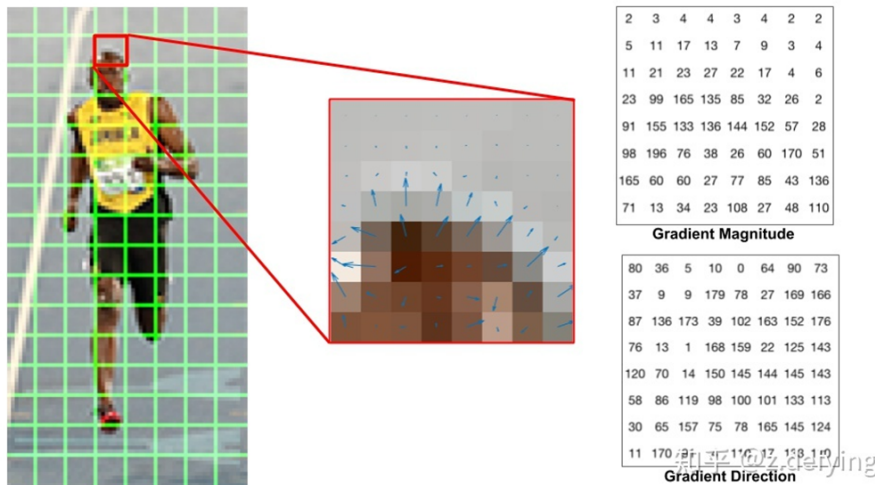 2 3 4 4 3 4 2 2
5 11 17 13 7 9 3 4
11 21 23 27 22 17 4 6
23 99 165 135 85 32 26 2
91 155 133 136 144 152 57 28
98 196 76 38 26 60 170 51
165 60 60 27 77 85 43 136
71 13 34 23 108 27 48 110
Gradient Magnitude
80 36 5 10 0 64 90 73
37 9 9 179 78 27 169 166
87 136 173 39 102 163 152 176
76 13 1 168 159 22 125 143
120 70 14 150 145 144 145 143
58 86 119 98 100 101 133 113
30 65 157 75 78 165 145 124
11 170
知乎 @z.defying
Gradient Direction